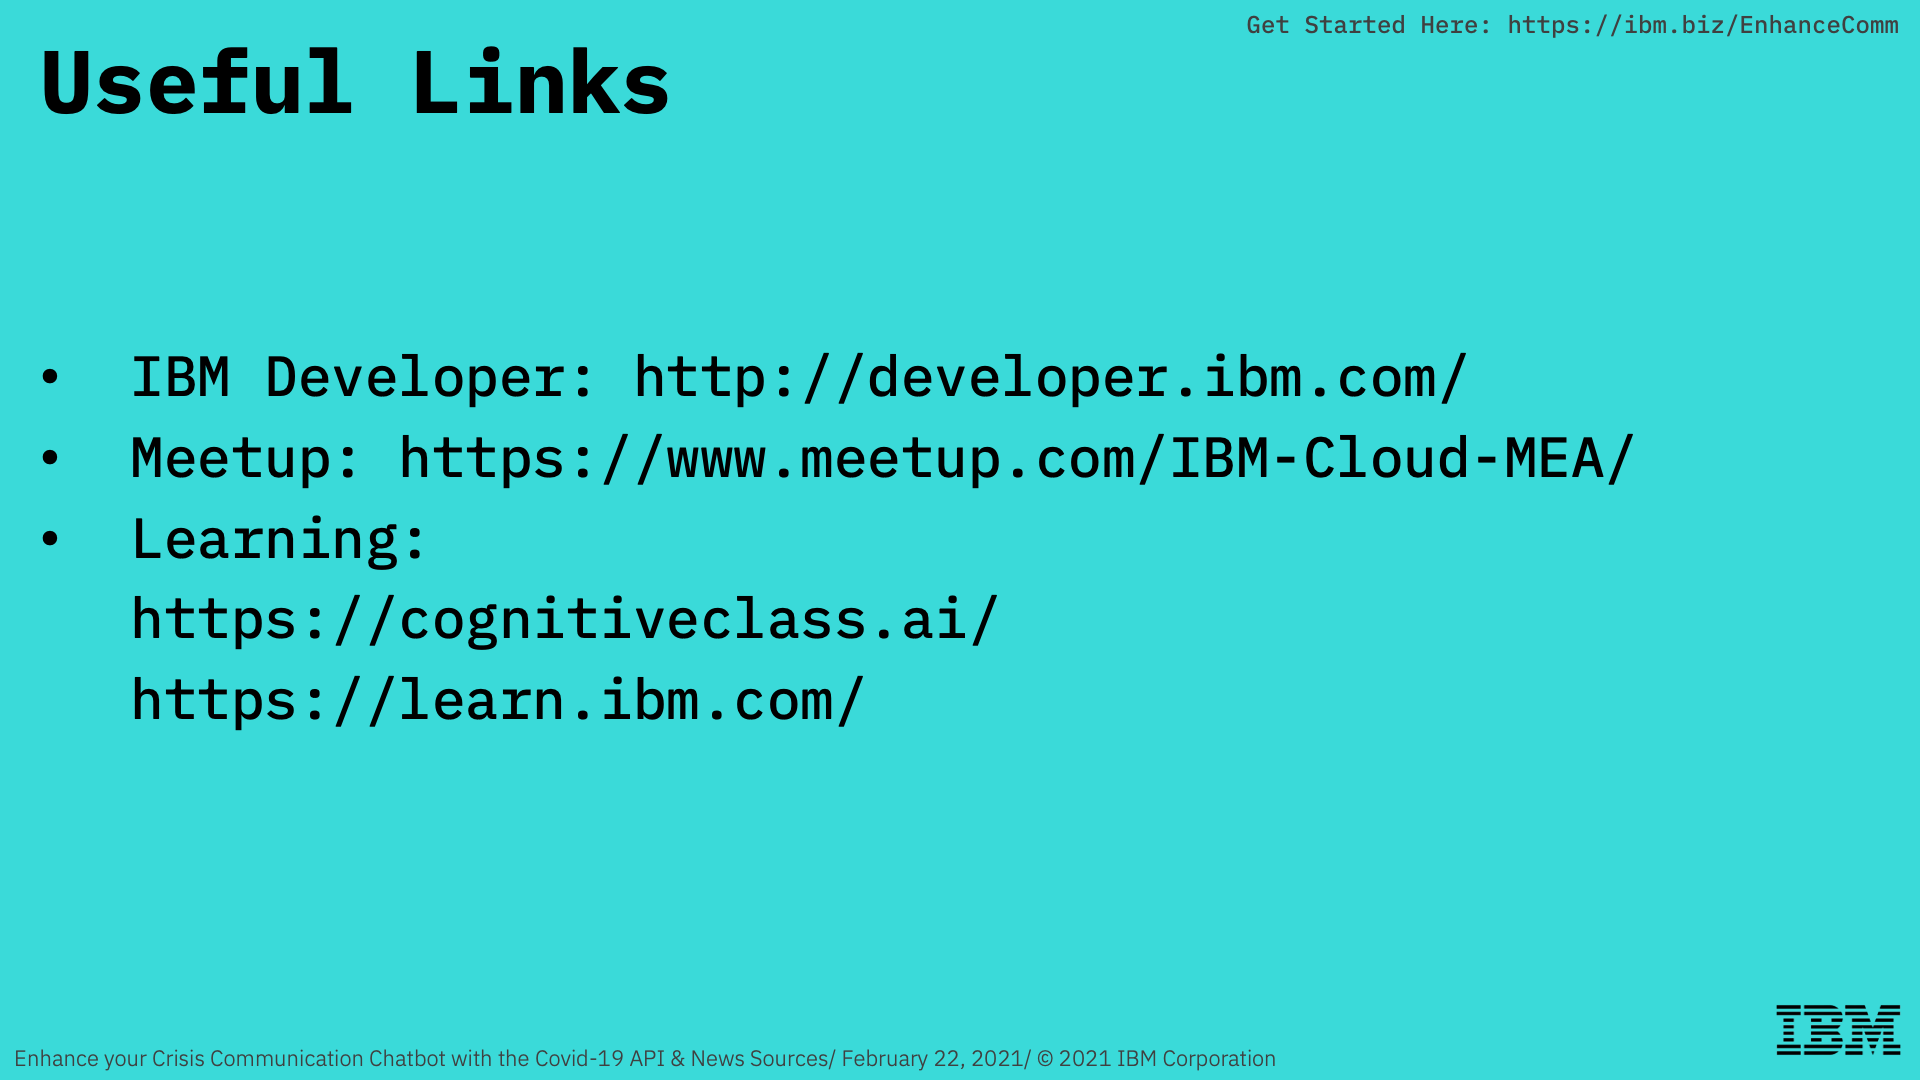 Get Started Here: https://ibm.biz/EnhanceComm
Useful Links
• IBM Developer: http://developer.ibm.com/
• Meetup: https://www.meetup.com/IBM-Cloud-MEA/
• Learning:
https://cognitiveclass.ai/
https://learn.ibm.com/
IBM
Enhance your Crisis Communication Chatbot with the Covid-19 API & News Sources/ February 22, 2021/ © 2021 IBM Corporation